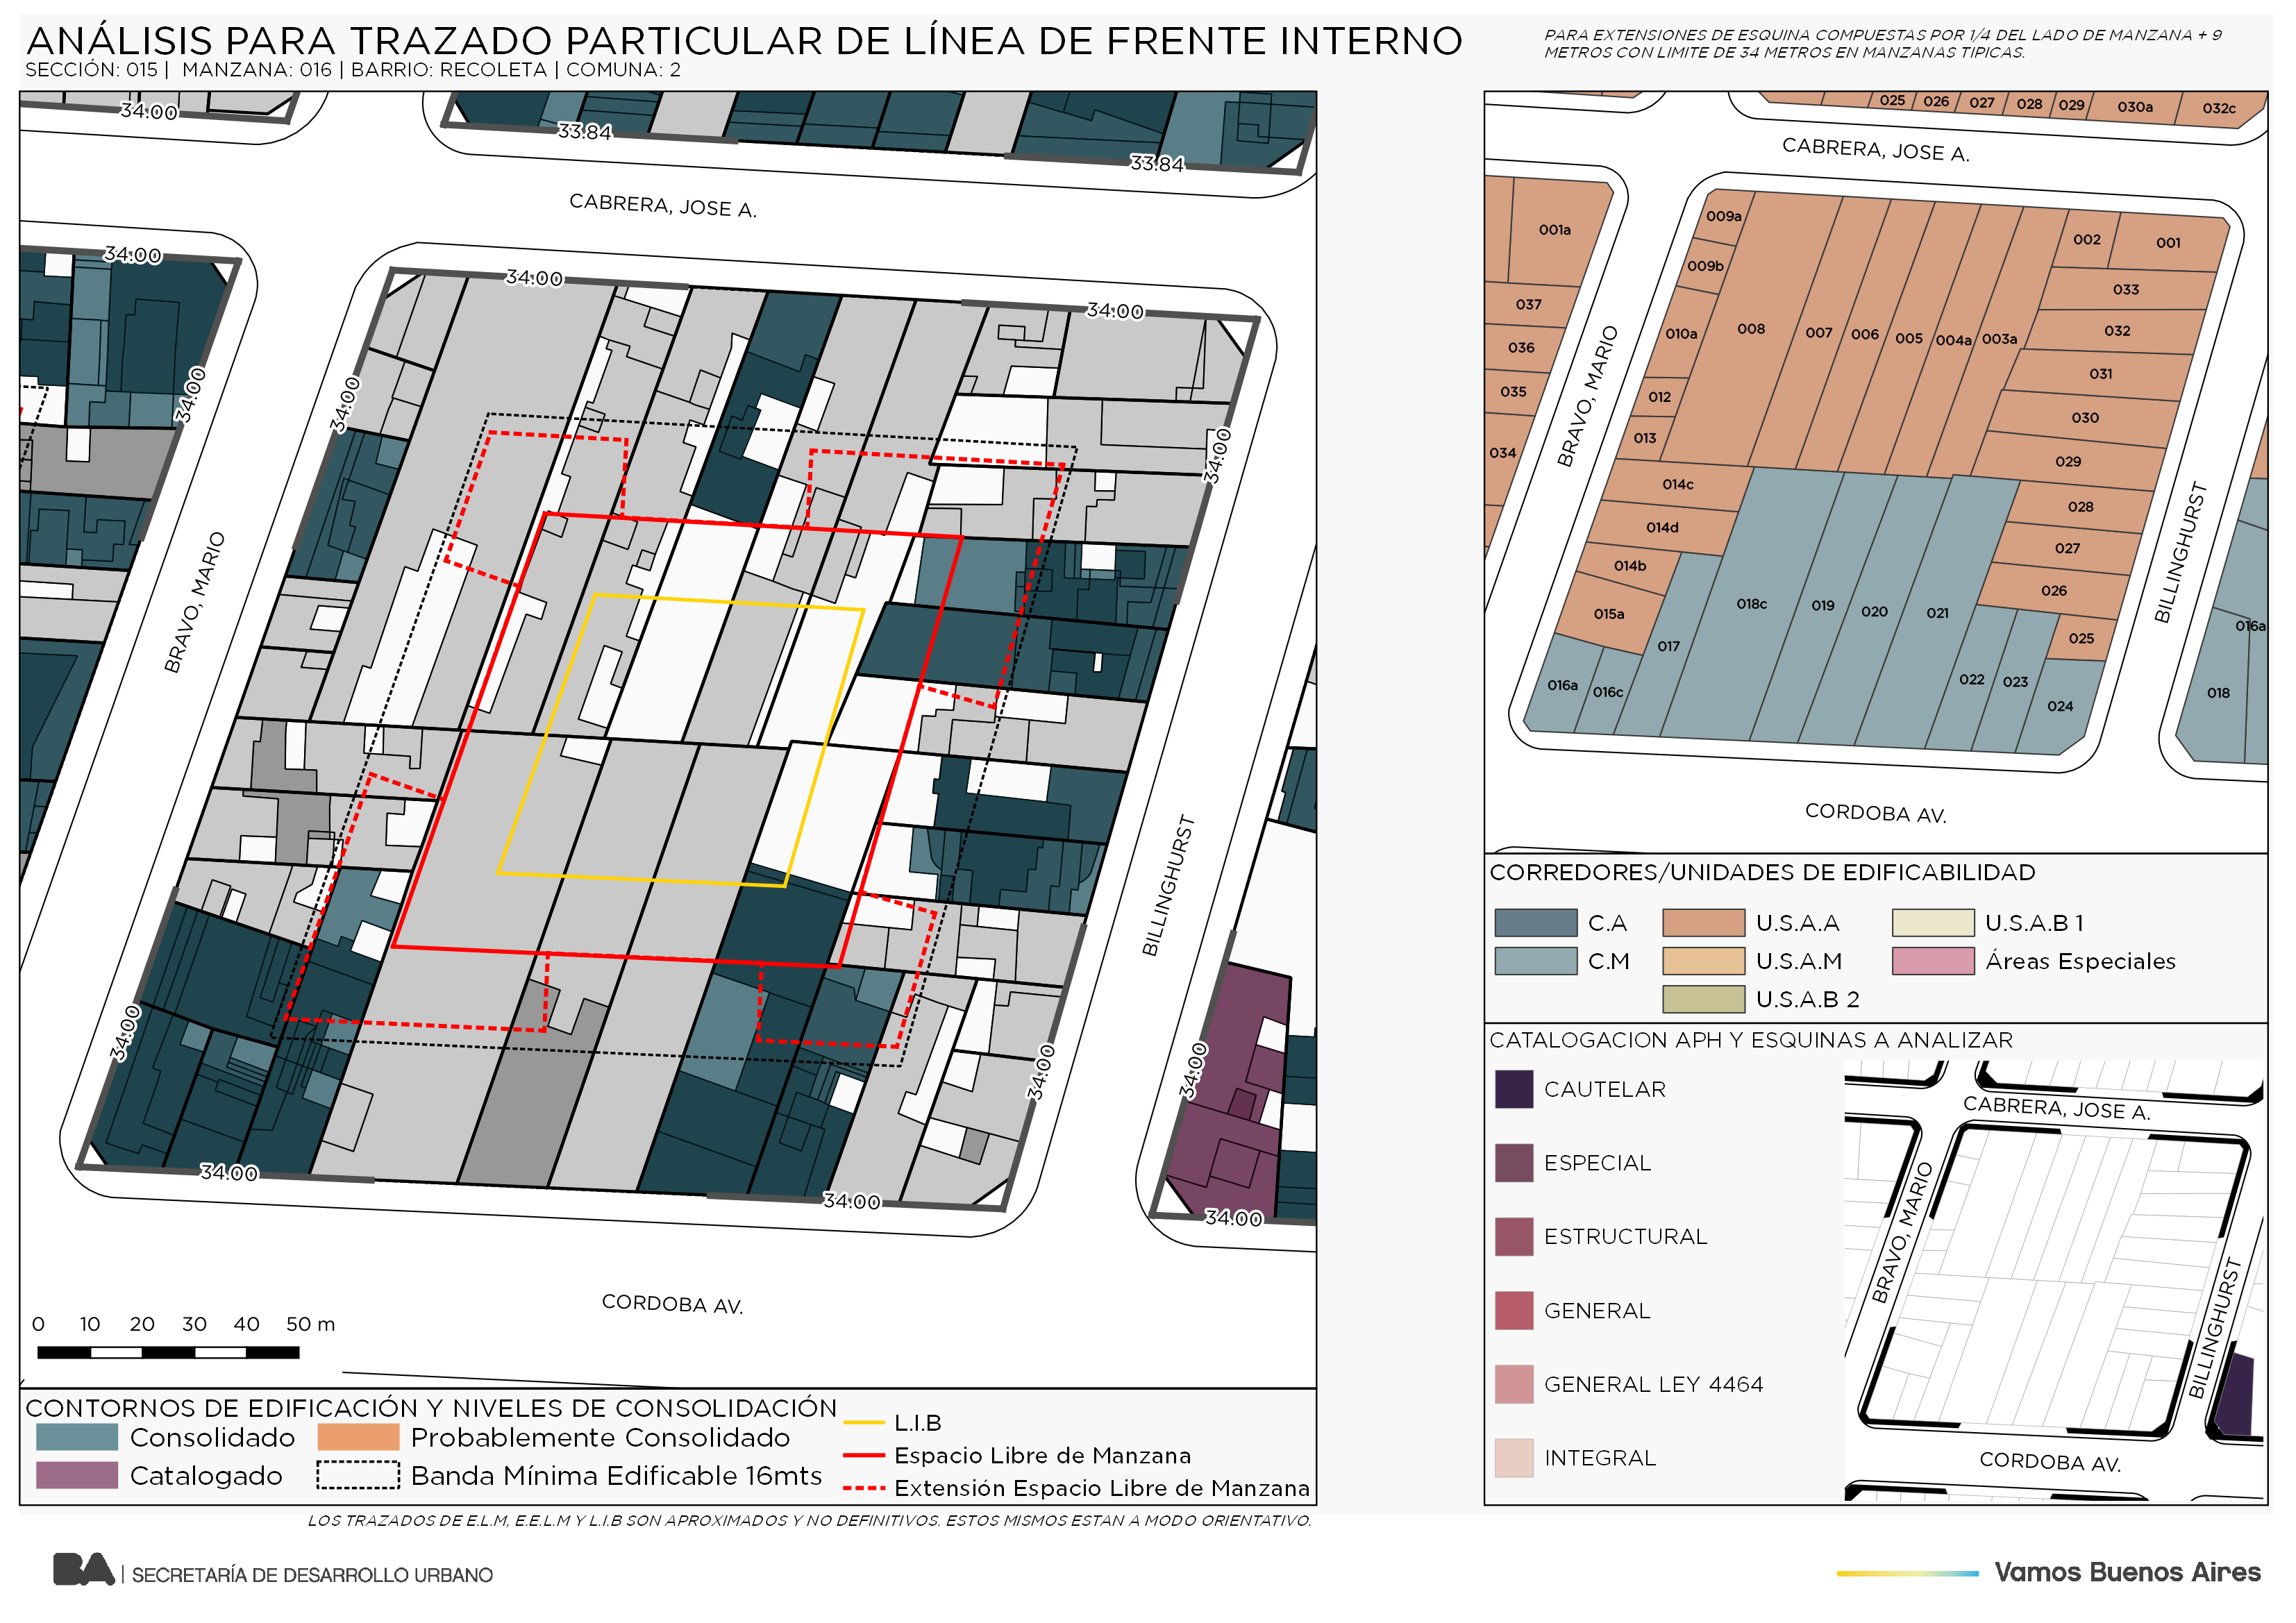 ANÁLISIS PARA TRAZADO PARTICULAR DE LÍNEA DE FRENTE INTERNO
SECCIÓN: 015 | MANZANA: 016 | BARRIO: RECOLETA | COMUNA: 2
PARA EXTENSIONES DE ESQUINA COMPUESTAS POR 1/4 DEL LADO DE MANZANA + 9
METROS CON LIMITE DE 34 METROS EN MANZANAS TIPICAS.
34.00
33.84
33.84
CABRERA, JOSE A.
34.00
34.00
34.00
34.00
34.00
34.00
BRAVO, MARIO
BILLINGHURST
34.00
34.00
34.00
34.00
34.00
34.00
CORDOBA AV.
0 10 20 30 40 50 m
CONTORNOS DE EDIFICACIÓN Y NIVELES DE CONSOLIDACIÓN
Consolidado
Probablemente Consolidado
Catalogado
Banda Mínima Edificable 16mts
L.I.B
Espacio Libre de Manzana
Extensión Espacio Libre de Manzana
LOS TRAZADOS DE E.L.M, E.E.L.M Y L.I.B SON APROXIMADOS Y NO DEFINITIVOS. ESTOS MISMOS ESTAN A MODO ORIENTATIVO.
025 026 027 028 029 030a 032c
CABRERA, JOSE A.
001a
009a
002
001
009b
033
037
010a
008
007
006
005
004a
003a
032
036
031
035
012
030
034
013
029
014c
028
014d
027
014b
026
015a
018c
019
020
021
025
016a
017
016a
016c
022
023
024
018
BRAVO, MARIO
BILLINGHURST
CORDOBA AV.
CORREDORES/UNIDADES DE EDIFICABILIDAD
C.A
U.S.A.A
U.S.A.B 1
C.M
U.S.A.M
Áreas Especiales
U.S.A.B 2
CATALOGACION APH Y ESQUINAS A ANALIZAR
CAUTELAR
ESPECIAL
ESTRUCTURAL
GENERAL
GENERAL LEY 4464
INTEGRAL
CABRERA, JOSE A.
BRAVO, MARIO
BILLINGHURST
CORDOBA AV.
BA | SECRETARÍA DE DESARROLLO URBANO
Vamos Buenos Aires